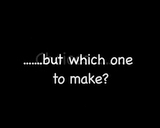 .......but which one
to make?